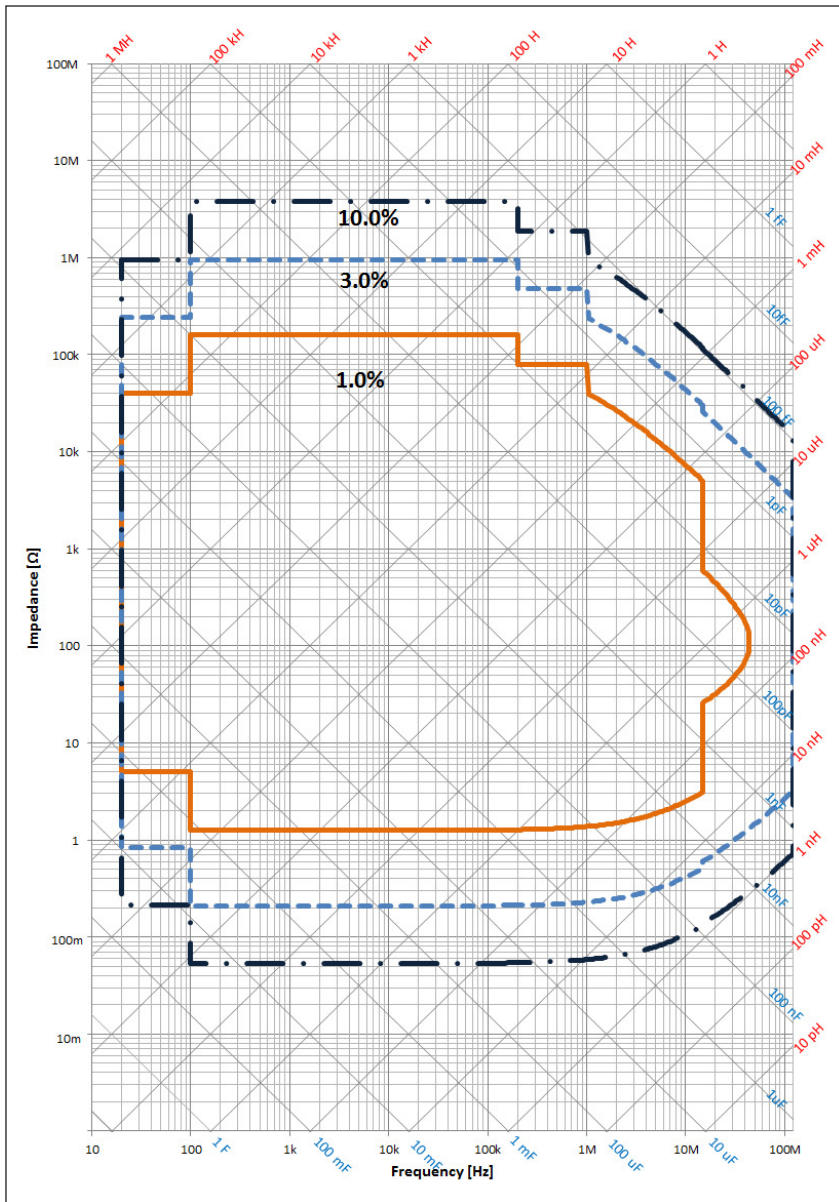 1 MH
100 kH
10 kH
1 kH
100 H
10 H
1 H
100 mH
100M
10M
10 mH
1 fF
10.0%
1M
1 mH
3.0%
10fF
100 uH
100k
1.0%
100 fF
10k
10 uH
1pF
1k
1 uH
10pF
Impedance [Ω]
100
100 nH
100pF
10
10 nH
1nF
1
1 nH
10nF
100m
100 pH
100 nF
10m
10 pH
1uF
10
100
1 F
1k
100 mF
10k
10 mF
100k
1 mF
1M
100 uF
10M
10 uF
100M
Frequency [Hz]